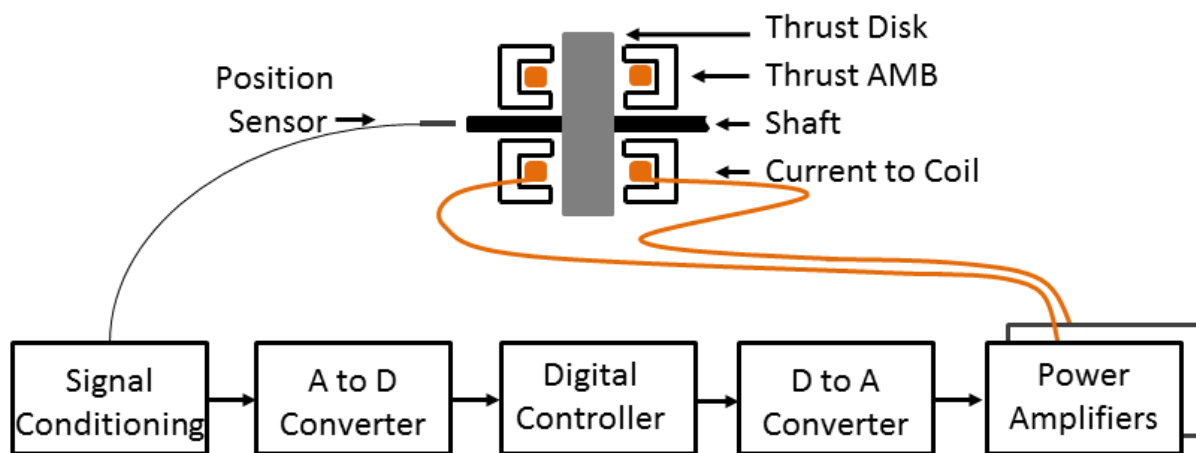 Thrust Disk
Position
Thrust AMB
Sensor
Shaft
Current to Coil
Signal
Conditioning
A to D
Converter
Digital
Controller
D to A
Converter
Power
Amplifiers